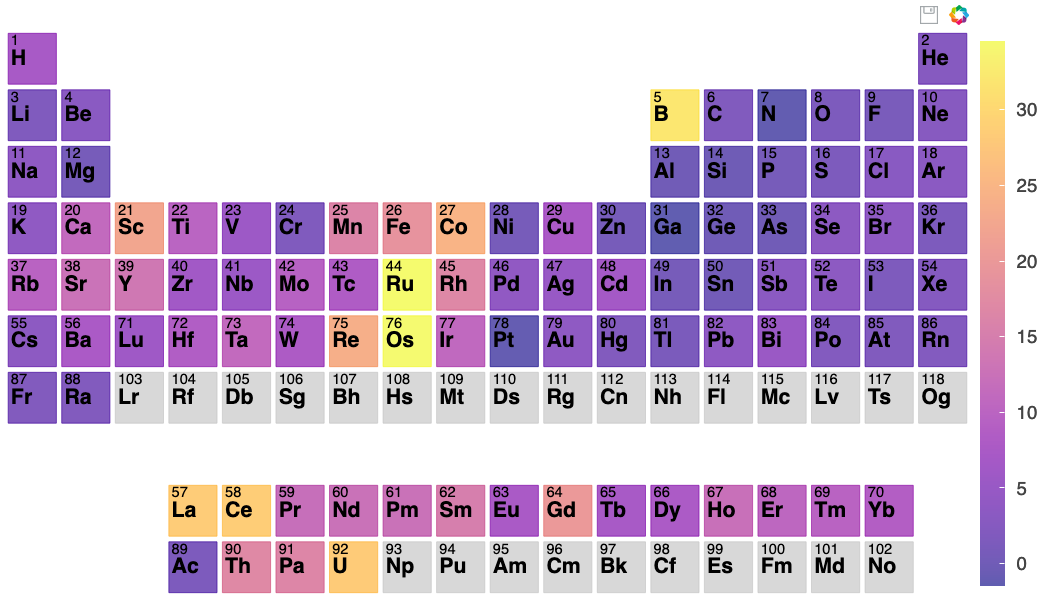 1 2
H He
3 4 5 6 7 8 9 10
Li Be B C N O F Ne
11 12 13 14 15 16 17 18
Na Mg Al Si P S Cl Ar
19 20 21 22 23 24 25 26 27 28 29 30 31 32 33 34 35 36
K Ca Sc Ti V Cr Mn Fe Co Ni Cu Zn Ga Ge As Se Br Kr
37 38 39 40 41 42 43 44 45 46 47 48 49 50 51 52 53 54
Rb Sr Y Zr Nb Mo Tc Ru Rh Pd Ag Cd In Sn Sb Te I Xe
55 56 71 72 73 74 75 76 77 78 79 80 81 82 83 84 85 86
Cs Ba Lu Hf Ta W Re Os Ir Pt Au Hg Tl Pb Bi Po At Rn
87 88 103 104 105 106 107 108 109 110 111 112 113 114 115 116 117 118
Fr Ra Lr Rf Db Sg Bh Hs Mt Ds Rg Cn Nh Fl Mc Lv Ts Og
57 58 59 60 61 62 63 64 65 66 67 68 69 70
La Ce Pr Nd Pm Sm Eu Gd Tb Dy Ho Er Tm Yb
89 90 91 92 93 94 95 96 97 98 99 100 101 102
Ac Th Pa U Np Pu Am Cm Bk Cf Es Fm Md No
30
25
20
15
10
5
0